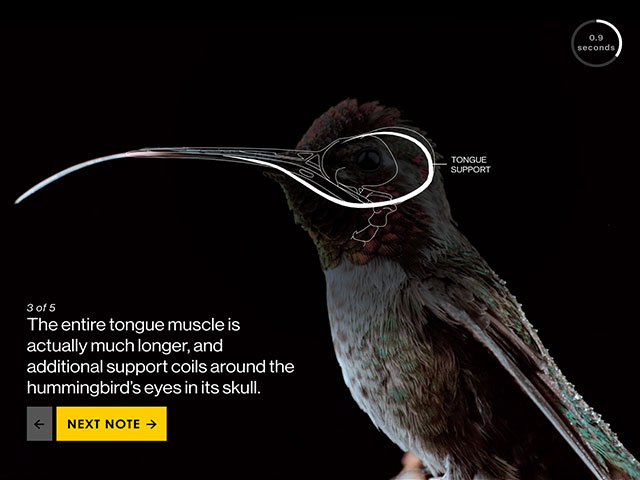 0.9
seconds
TONGUE
SUPPORT
3 of 5
The entire tongue muscle is
actually much longer, and
additional support coils around the
hummingbird's eyes in its skull.
NEXT NOTE →